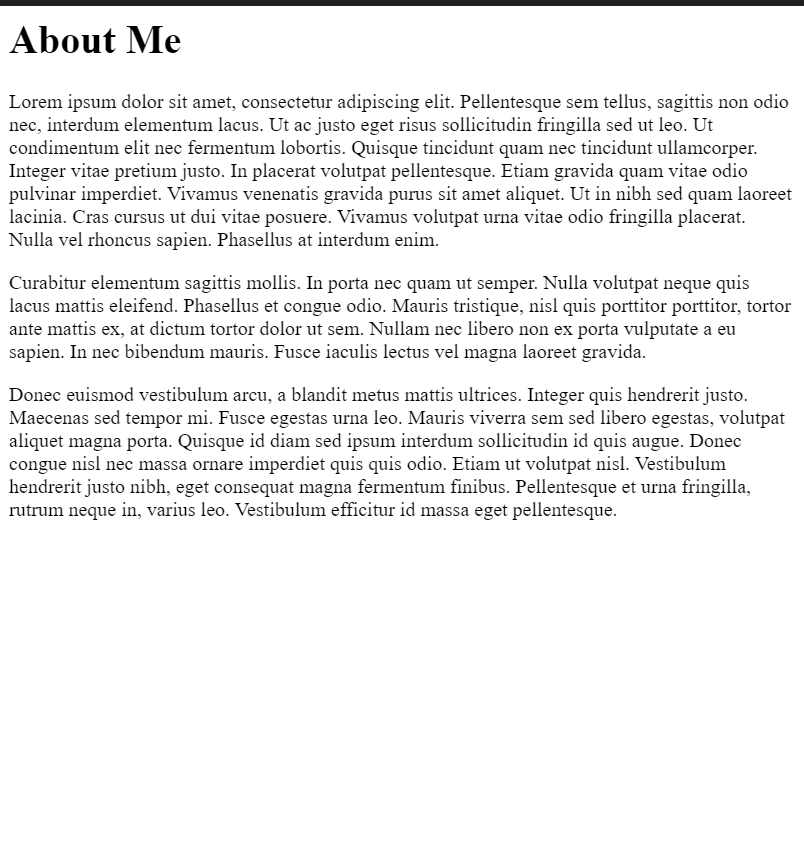 About Me
Lorem ipsum dolor sit amet, consectetur adipiscing elit. Pellentesque sem tellus, sagittis non odio
nec, interdum elementum lacus. Ut ac justo eget risus sollicitudin fringilla sed ut leo. Ut
condimentum elit nec fermentum lobortis. Quisque tincidunt quam nec tincidunt ullamcorper.
Integer vitae pretium justo. In placerat volutpat pellentesque. Etiam gravida quam vitae odio
pulvinar imperdiet. Vivamus venenatis gravida purus sit amet aliquet. Ut in nibh sed quam laoreet
lacinia. Cras cursus ut dui vitae posuere. Vivamus volutpat urna vitae odio fringilla placerat.
Nulla vel rhoncus sapien. Phasellus at interdum enim.
Curabitur elementum sagittis mollis. In porta nec quam ut semper. Nulla volutpat neque quis
lacus mattis eleifend. Phasellus et congue odio. Mauris tristique, nisl quis porttitor porttitor, tortor
ante mattis ex, at dictum tortor dolor ut sem. Nullam nec libero non ex porta vulputate a eu
sapien. In nec bibendum mauris. Fusce iaculis lectus vel magna laoreet gravida.
Donec euismod vestibulum arcu, a blandit metus mattis ultrices. Integer quis hendrerit justo.
Maecenas sed tempor mi. Fusce egestas urna leo. Mauris viverra sem sed libero egestas, volutpat
aliquet magna porta. Quisque id diam sed ipsum interdum sollicitudin id quis augue. Donec
congue nisl nec massa ornare imperdiet quis quis odio. Etiam ut volutpat nisl. Vestibulum
hendrerit justo nibh, eget consequat magna fermentum finibus. Pellentesque et urna fringilla,
rutrum neque in, varius leo. Vestibulum efficitur id massa eget pellentesque.